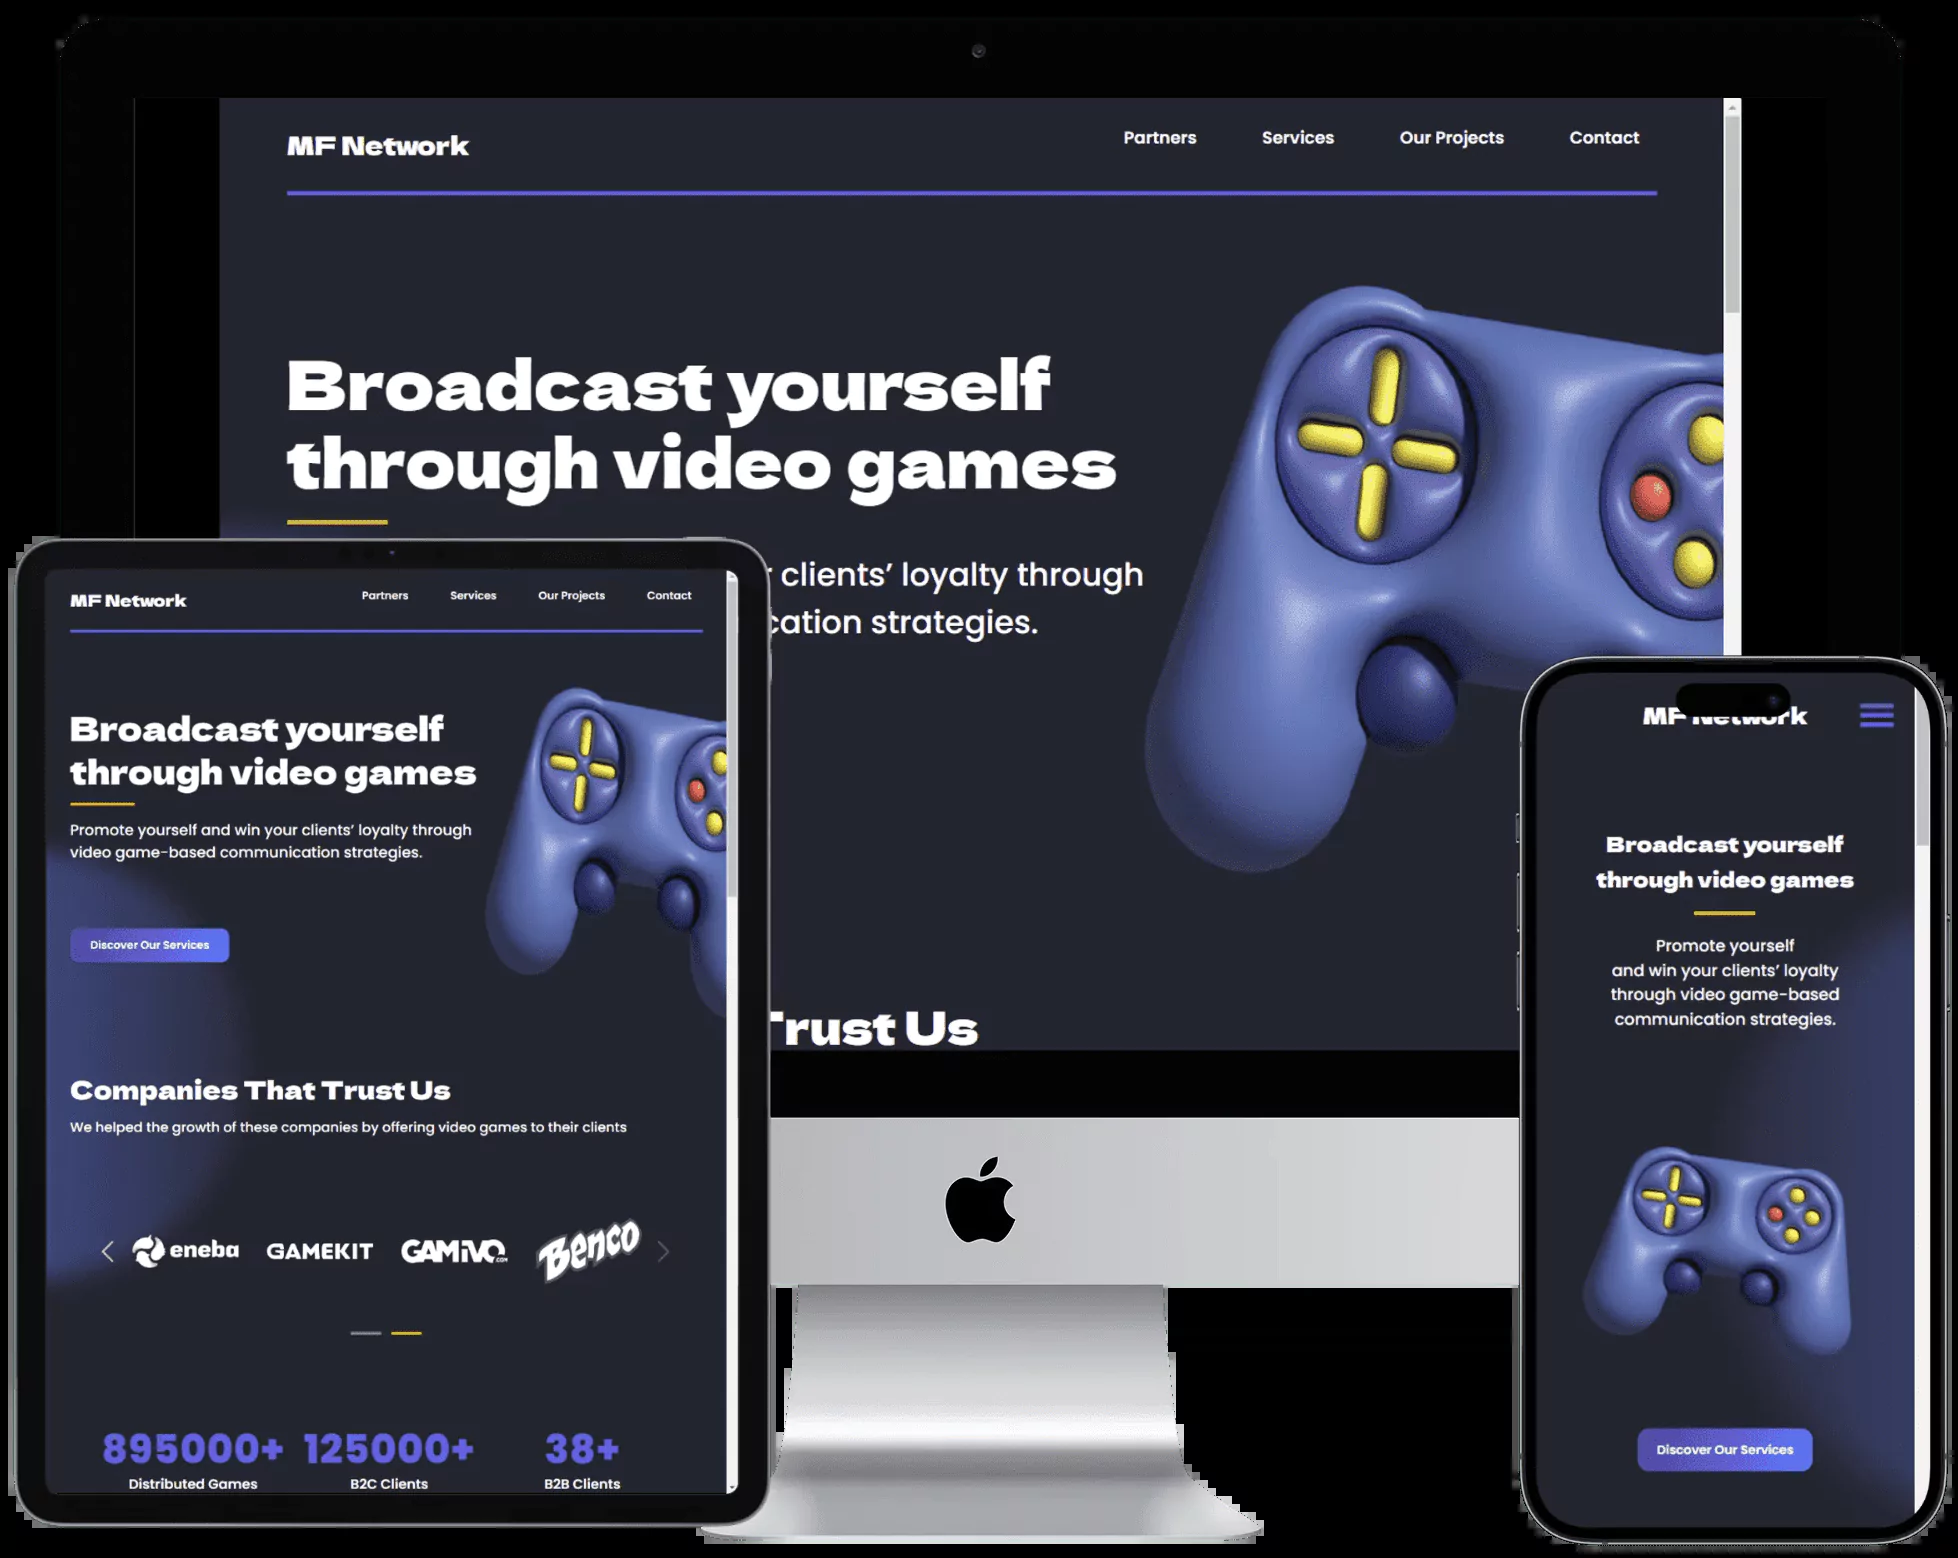 MF Network
Partners
Services
Our Projects
Contact
Broadcast yourself
through video games
clients’ loyalty through
strategies.
Trust Us
MF Network
Partners
Services
Our Projects
Contact
Broadcast yourself
through video games
Promote yourself and win your clients’ loyalty through
video game-based communication strategies.
Discover Our Services
Companies That Trust Us
We helped the growth of these companies by offering video games to their clients
eneba
GAMEKIT
GAMIVO.COM
Benco
895000+
Distributed Games
125000+
B2C Clients
38+
B2B Clients
MF Network
Broadcast yourself
through video games
Promote yourself
and win your clients’ loyalty
through video game-based
communication strategies.
Discover Our Services